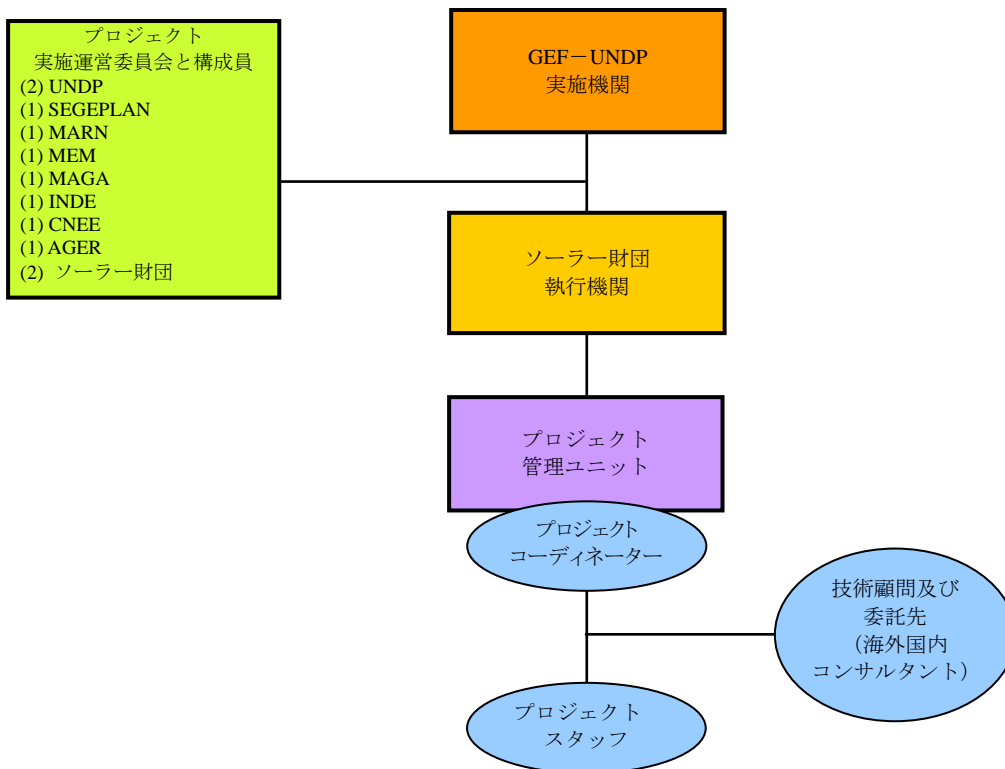 プロジェクト
実施運営委員会と構成員
(2) UNDP
(1) SEGEPLAN
(1) MARN
(1) MEM
(1) MAGA
(1) INDE
(1) CNEE
(1) AGER
(2) ソーラー財団
GEF－UNDP
実施機関
ソーラー財団
執行機関
プロジェクト
管理ユニット
プロジェクト
コーディネーター
技術顧問及び
委託先
（海外国内
コンサルタント）
プロジェクト
スタッフ